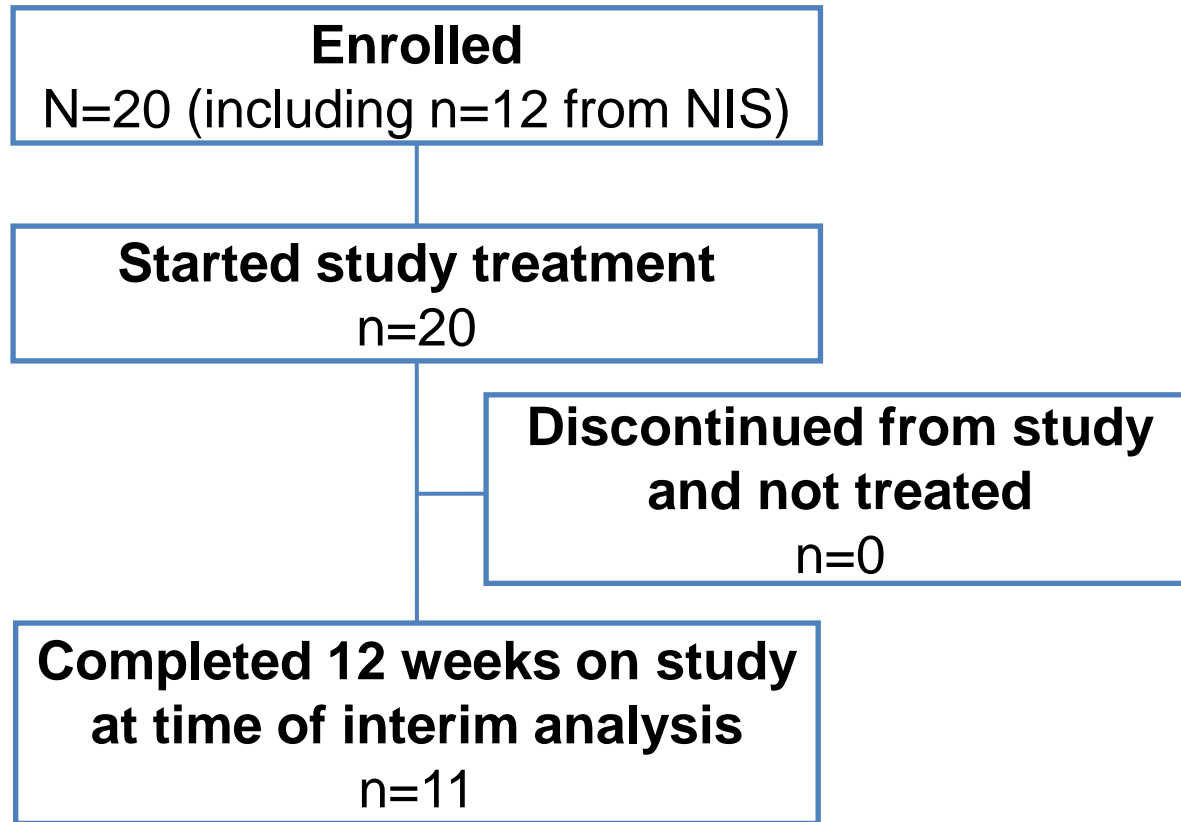 Enrolled
N=20 (including n=12 from NIS)
Started study treatment
n=20
Discontinued from study
and not treated
n=0
Completed 12 weeks on study
at time of interim analysis
n=11